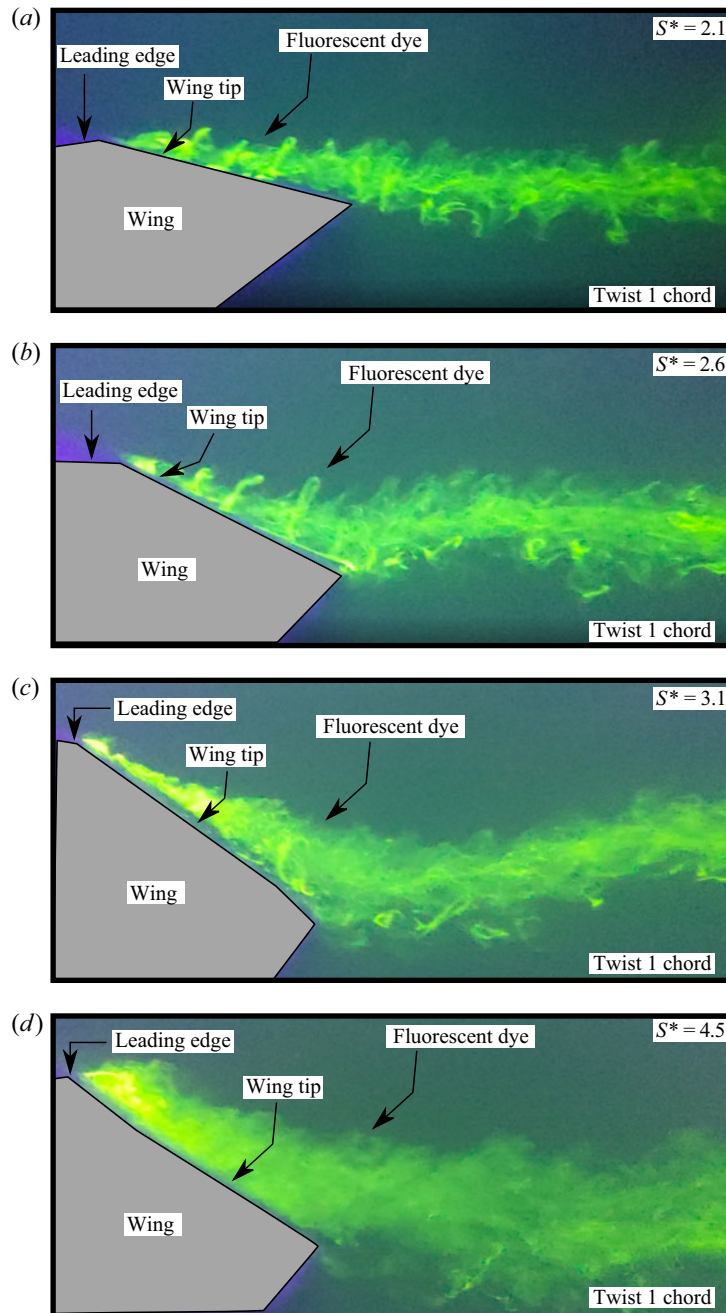 (a)
S* = 2.1
Fluorescent dye
Leading edge
Wing tip
Wing
Twist 1 chord
(b)
S* = 2.6
Fluorescent dye
Leading edge
Wing tip
Wing
Twist 1 chord
(c)
S* = 3.1
Leading edge
Fluorescent dye
Wing tip
Wing
Twist 1 chord
(d)
S* = 4.5
Fluorescent dye
Leading edge
Wing tip
Wing
Twist 1 chord